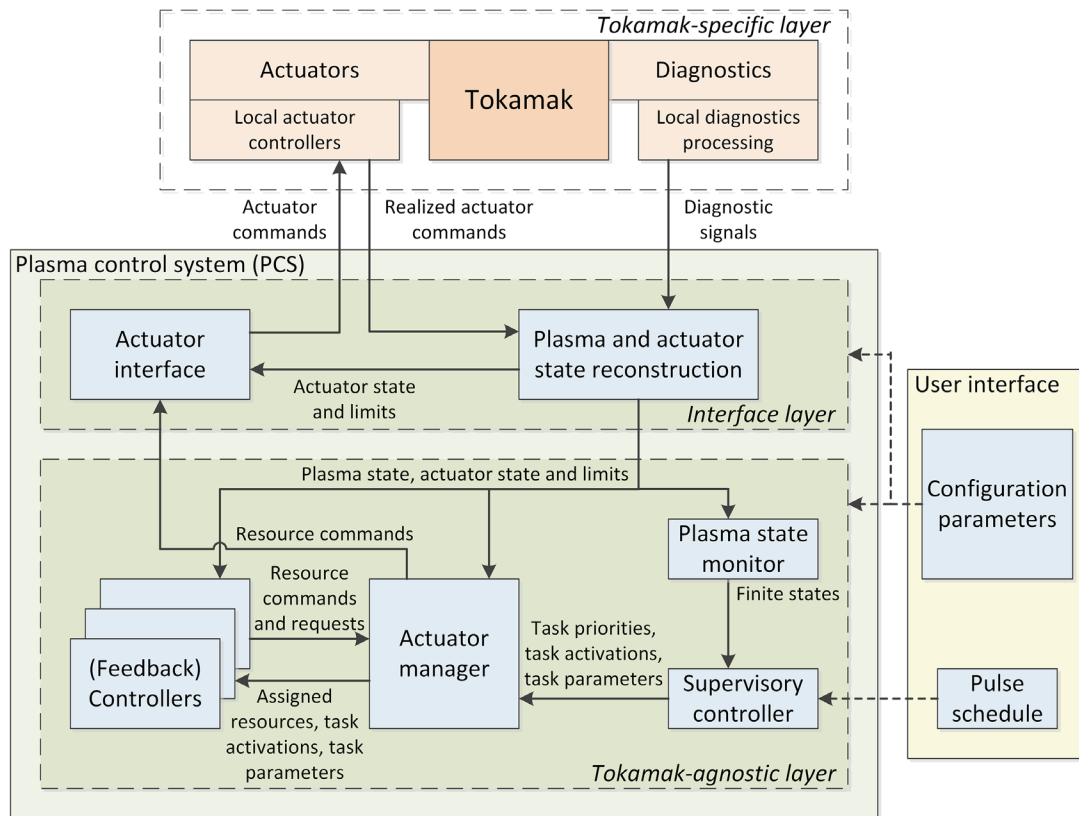 Tokamak-specific layer
Actuators
Tokamak
Diagnostics
Local actuator
controllers
Local diagnostics
processing
Actuator
commands
Realized actuator
commands
Diagnostic
signals
Plasma control system (PCS)
Actuator
interface
Plasma and actuator
state reconstruction
Actuator state
and limits
Interface layer
User interface
Configuration
parameters
Plasma state, actuator state and limits
Resource commands
Plasma state
monitor
Resource
commands
and requests
Finite states
Actuator
manager
Task priorities,
task activations,
task parameters
(Feedback)
Controllers
Assigned
resources, task
activations, task
parameters
Supervisory
controller
Pulse
schedule
Tokamak-agnostic layer